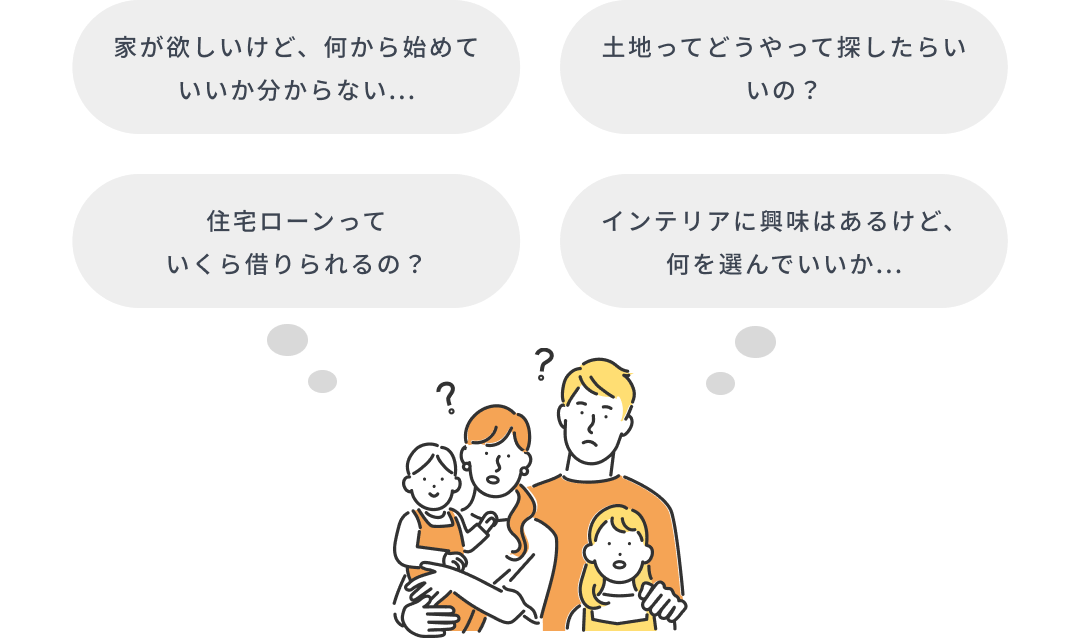 家が欲しいけど、何から始めて
いいか分からない...
土地ってどうやって探したらい
いの？
住宅ローンって
いくら借りられるの？
インテリアに興味はあるけど、
何を選んでいいか...
?
?